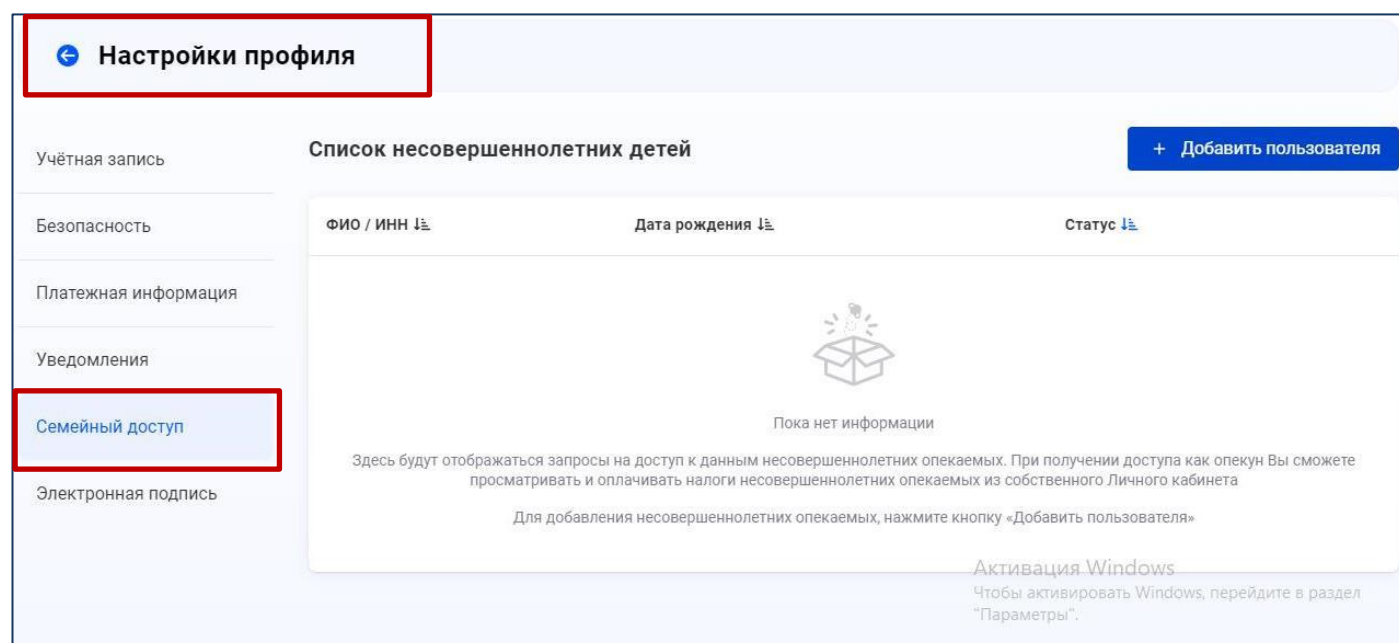 Настройки профиля
Учётная запись
Безопасность
Платежная информация
Уведомления
Семейный доступ
Электронная подпись
Список несовершеннолетних детей
+ Добавить пользователя
ФИО / ИНН Дата рождения Статус
Пока нет информации
Здесь будут отображаться запросы на доступ к данным несовершеннолетних опекаемых. При получении доступа как опекун Вы сможете
просматривать и оплачивать налоги несовершеннолетних опекаемых из собственного Личного кабинета
Для добавления несовершеннолетних опекаемых, нажмите кнопку «Добавить пользователя»
Активация Windows
Чтобы активировать Windows, перейдите в раздел
"Параметры".